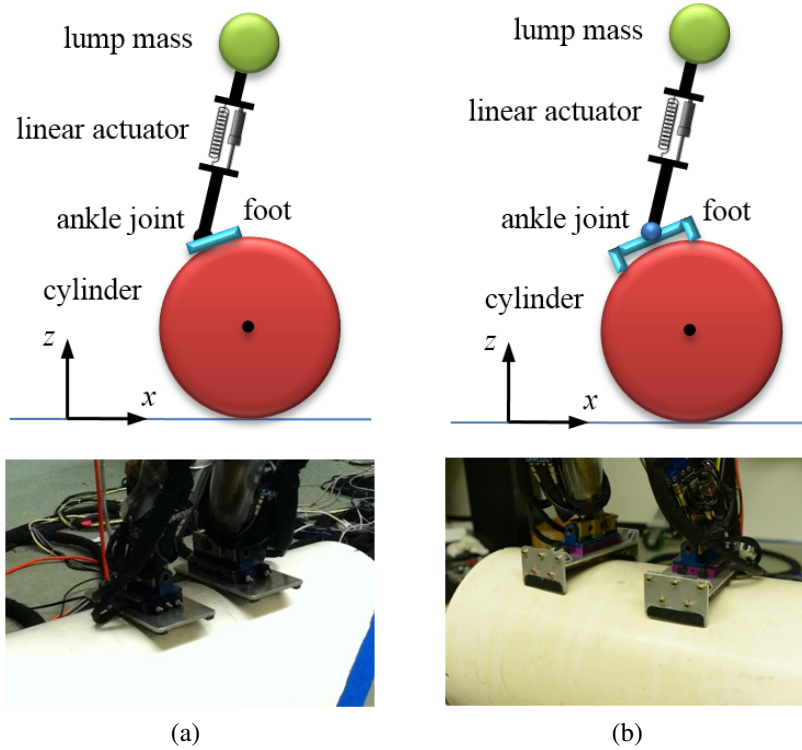 lump mass
linear actuator
ankle joint
foot
cylinder
z
x
(a)
lump mass
linear actuator
ankle joint
foot
cylinder
z
x
(b)